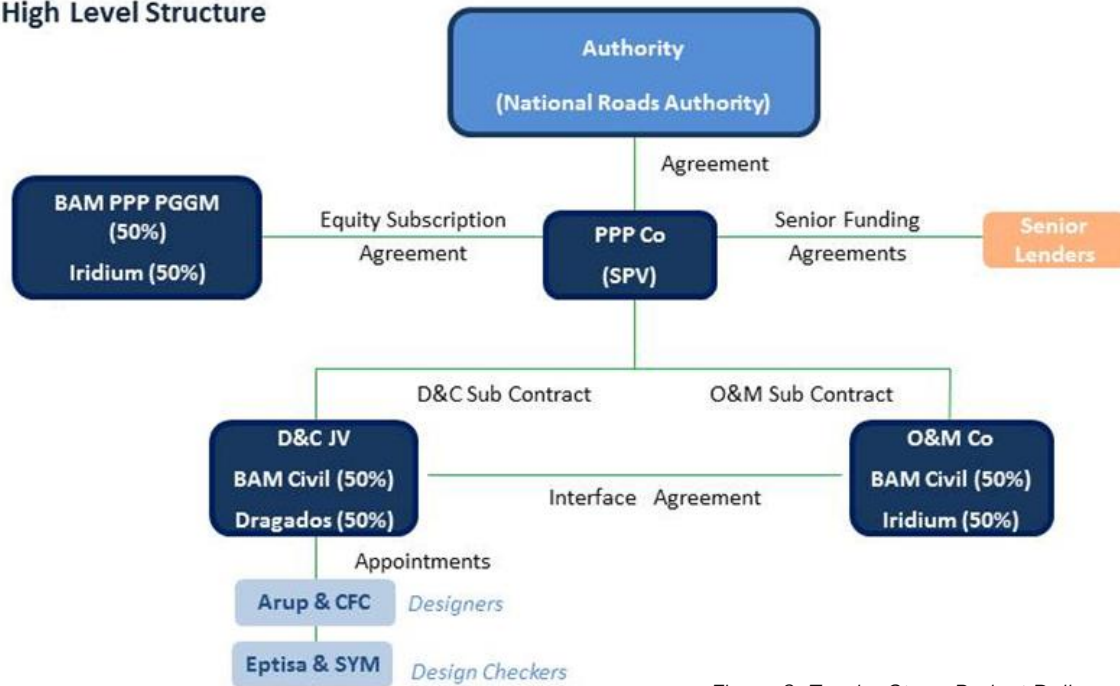 High Level Structure
Authority
(National Roads Authority)
Agreement
BAM PPP PGGM
(50%)
Iridium (50%)
Equity Subscription
Agreement
PPP Co
(SPV)
Senior Funding
Agreements
Senior
Lenders
D&C Sub Contract
O&M Sub Contract
D&C JV
BAM Civil (50%)
Dragados (50%)
Interface Agreement
O&M Co
BAM Civil (50%)
Iridium (50%)
Appointments
Arup & CFC
Designers
Eptisa & SYM
Design Checkers